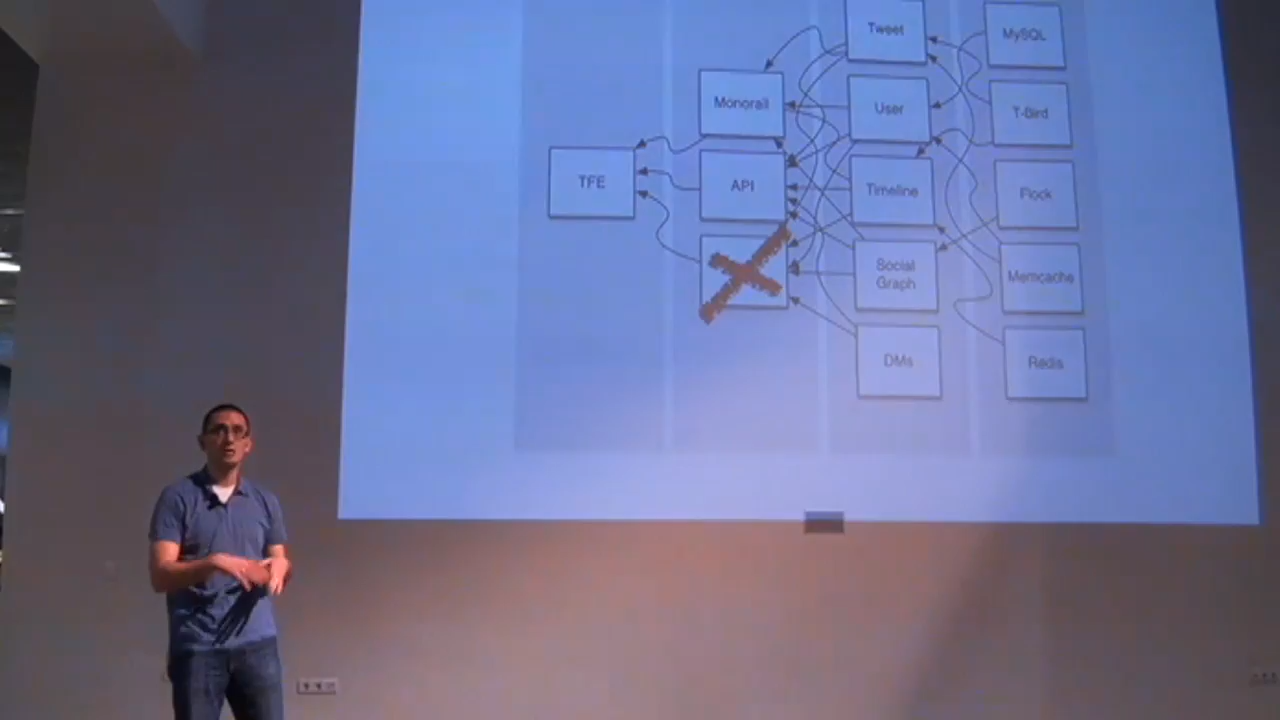 Tweet
MySQL
Monorail
User
T-Bird
TFE
API
Timeline
Flock
Social
Graph
Memcache
DMs
Redis